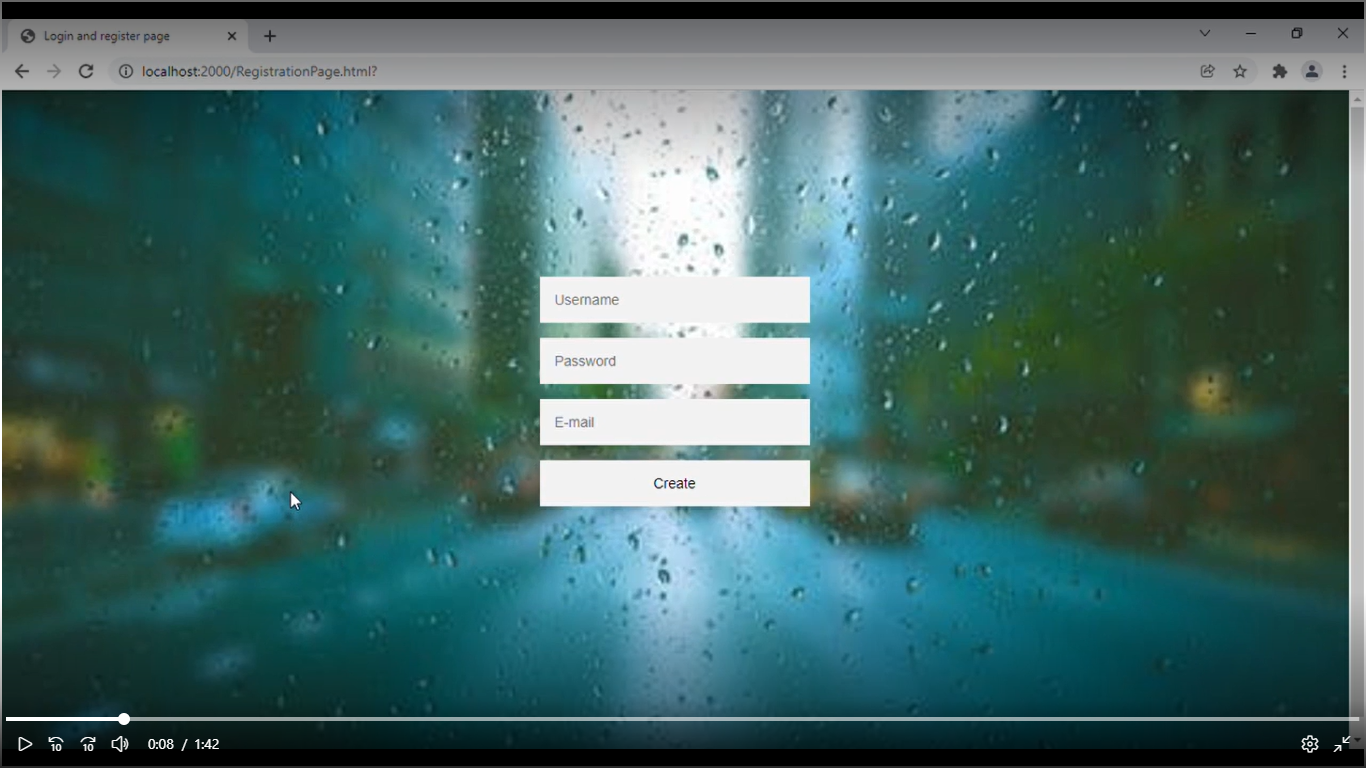 Login and register page
localhost:2000/RegistrationPage.html?
Username
Password
E-mail
Create
10 10 0:08 / 1:42